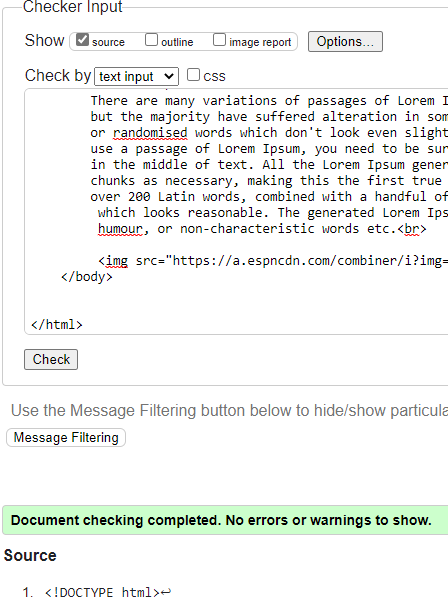 Checker Input
Show source outline image report Options...
Check by text input css
There are many variations of passages of Lorem
but the majority have suffered alteration in som
or randomised words which don't look even slight
use a passage of Lorem Ipsum, you need to be sur
in the middle of text. All the Lorem Ipsum gener
chunks as necessary, making this the first true
over 200 Latin words, combined with a handful of
which looks reasonable. The generated Lorem Ips
humour, or non-characteristic words etc.<br>
<img src="https://a.espncdn.com/combiner/i?img=
</body>
</html>
Check
Use the Message Filtering button below to hide/show particula
Message Filtering
Document checking completed. No errors or warnings to show.
Source
1. <!DOCTYPE html>↩